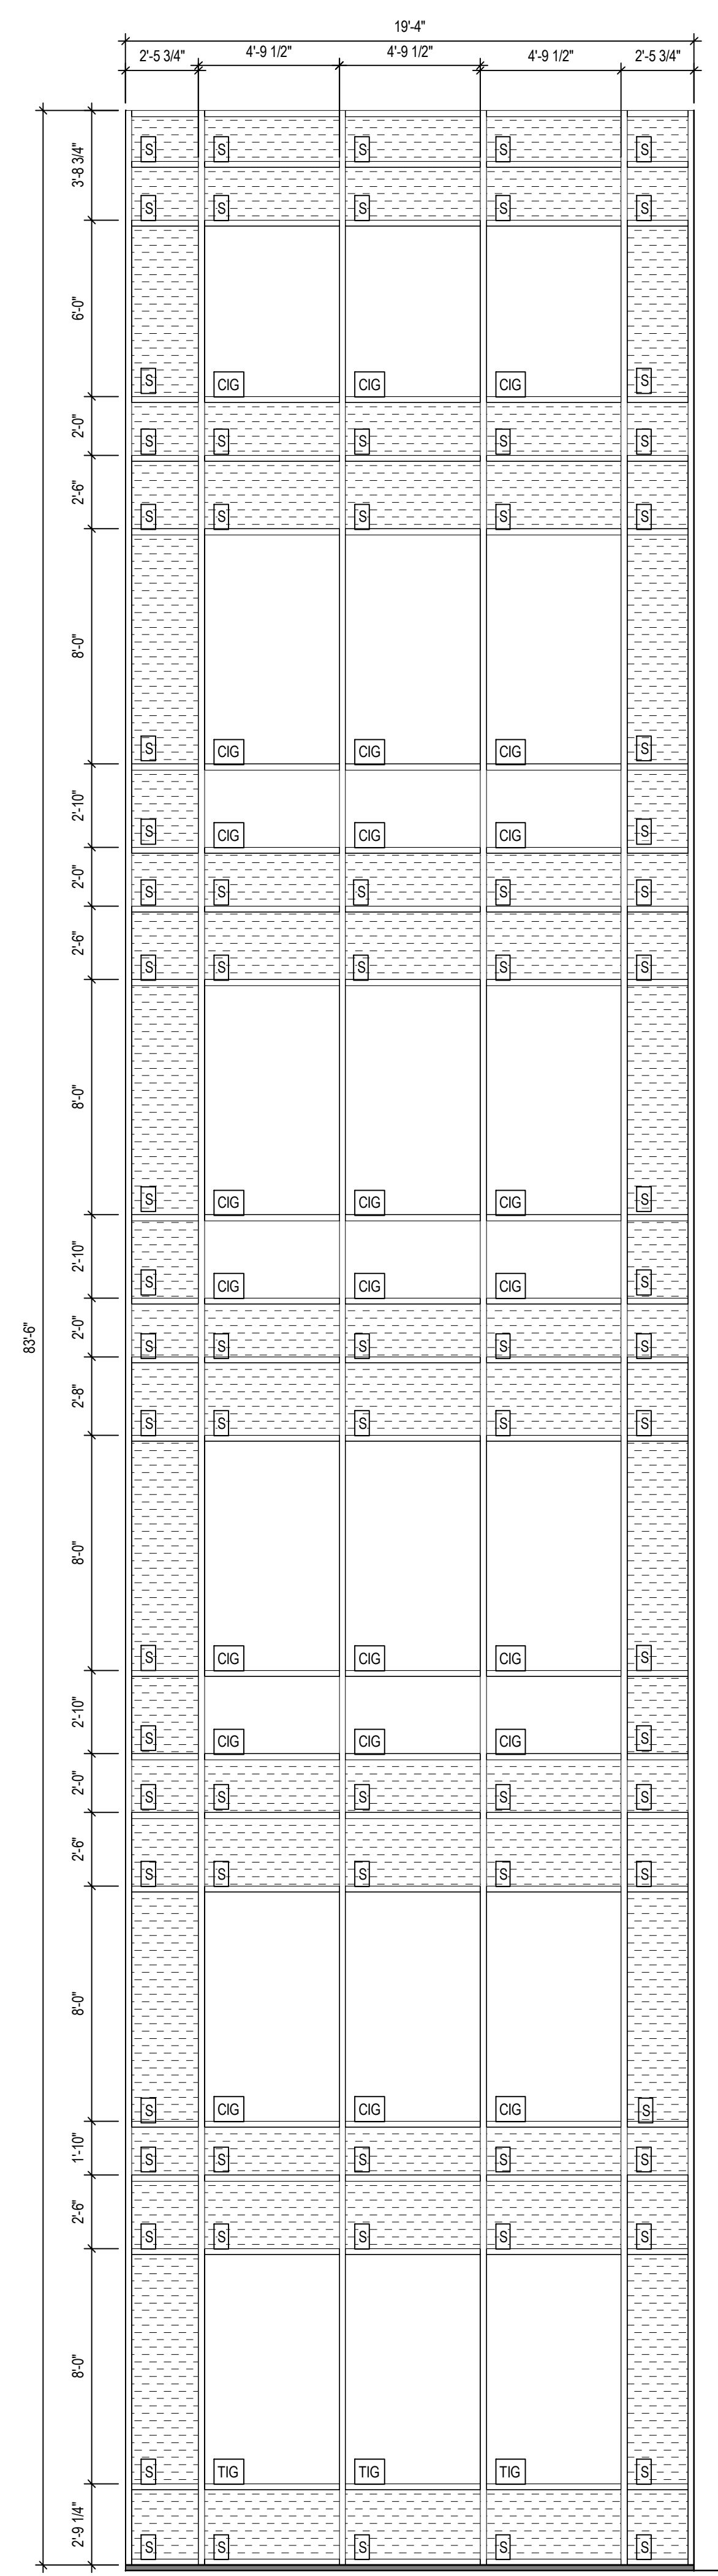 19'-4"
2'-5 3/4" 4'-9 1/2" 4'-9 1/2" 4'-9 1/2" 2'-5 3/4"
83'-6"
3'-8 3/4"
S S S S S
S S S S S
6'-0"
S CIG CIG CIG S
2'-0"
S S S S S
2'-6"
S S S S S
8'-0"
S CIG CIG CIG S
2'-10"
S CIG CIG CIG S
2'-0"
S S S S S
2'-6"
S S S S S
8'-0"
S CIG CIG CIG S
2'-10"
S CIG CIG CIG S
2'-0"
S S S S S
2'-8"
S S S S S
8'-0"
S CIG CIG CIG S
2'-10"
S CIG CIG CIG S
2'-0"
S S S S S
2'-6"
S S S S S
8'-0"
S CIG CIG CIG S
1'-10"
S S S S S
2'-6"
S S S S S
8'-0"
S TIG TIG TIG S
2'-9 1/4"
S S S S S